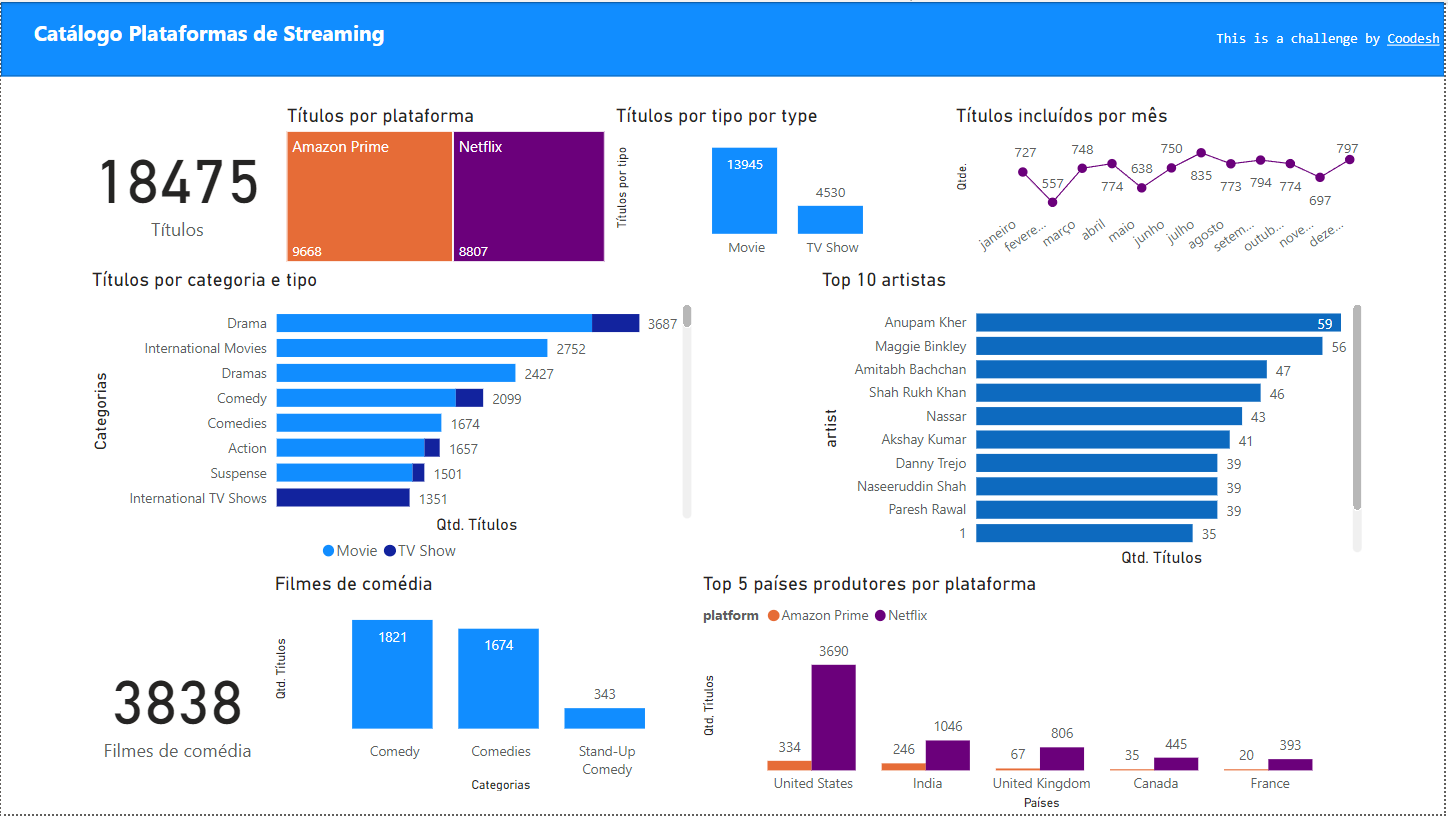 Catálogo Plataformas de Streaming
This is a challenge by Coodesh
18475
Títulos
Títulos por plataforma
Amazon Prime
Netflix
9668
8807
Títulos por tipo por type
Títulos por tipo
13945
4530
Movie
TV Show
Títulos incluídos por mês
Qtde.
727
557
748
774
638
750
835
773
794
774
697
797
janeiro
fevere...
março
abril
maio
junho
julho
agosto
setem...
outub...
nove...
deze...
Títulos por categoria e tipo
Categorias
Drama 3687
International Movies 2752
Dramas 2427
Comedy 2099
Comedies 1674
Action 1657
Suspense 1501
International TV Shows 1351
Qtd. Títulos
Movie TV Show
Top 10 artistas
artist
Anupam Kher 59
Maggie Binkley 56
Amitabh Bachchan 47
Shah Rukh Khan 46
Nassar 43
Akshay Kumar 41
Danny Trejo 39
Naseeruddin Shah 39
Paresh Rawal 39
1 35
Qtd. Títulos
3838
Filmes de comédia
Filmes de comédia
Qtd. Títulos
1821
1674
343
Comedy
Comedies
Stand-Up
Comedy
Categorias
Top 5 países produtores por plataforma
platform Amazon Prime Netflix
Qtd. Títulos
334
3690
246
1046
67
806
35
445
20
393
United States
India
United Kingdom
Canada
France
Países